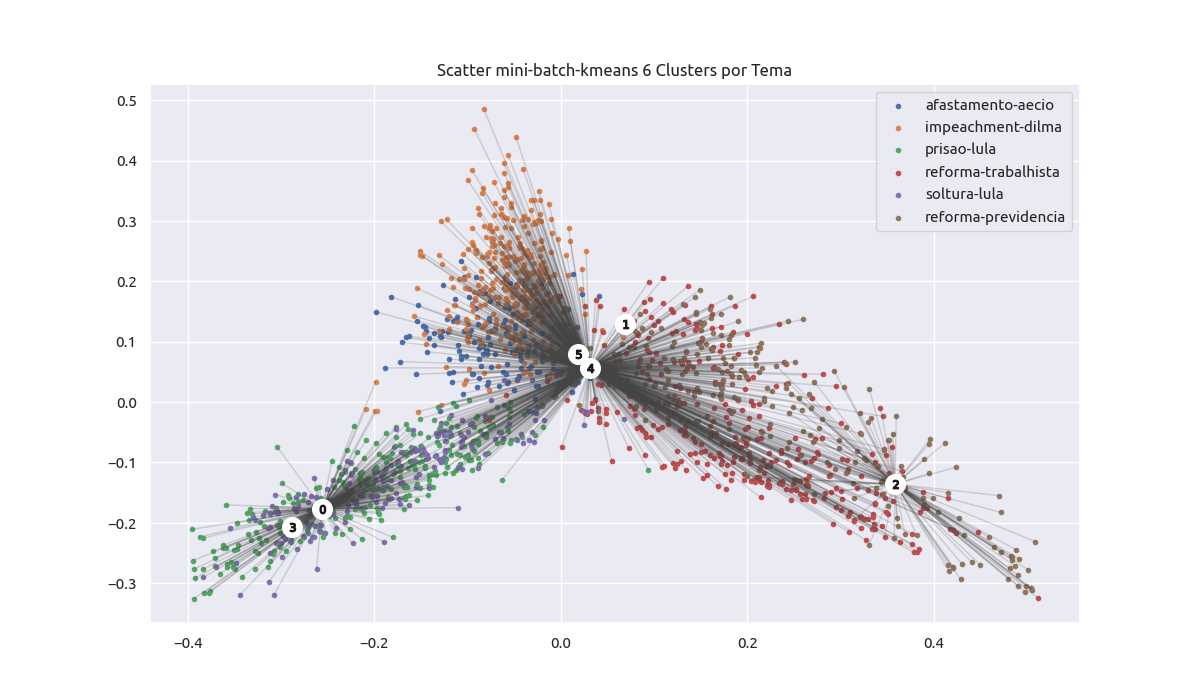 Scatter mini-batch-kmeans 6 Clusters por Tema
0.5
0.4
0.3
0.2
0.1
0.0
−0.1
−0.2
−0.3
afastamento-aecio
impeachment-dilma
prisao-lula
reforma-trabalhista
soltura-lula
reforma-previdencia
1
5
4
2
0
3
−0.4
−0.2
0.0
0.2
0.4